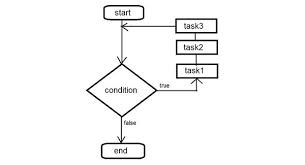 start
task3
task2
task1
condition
true
false
end